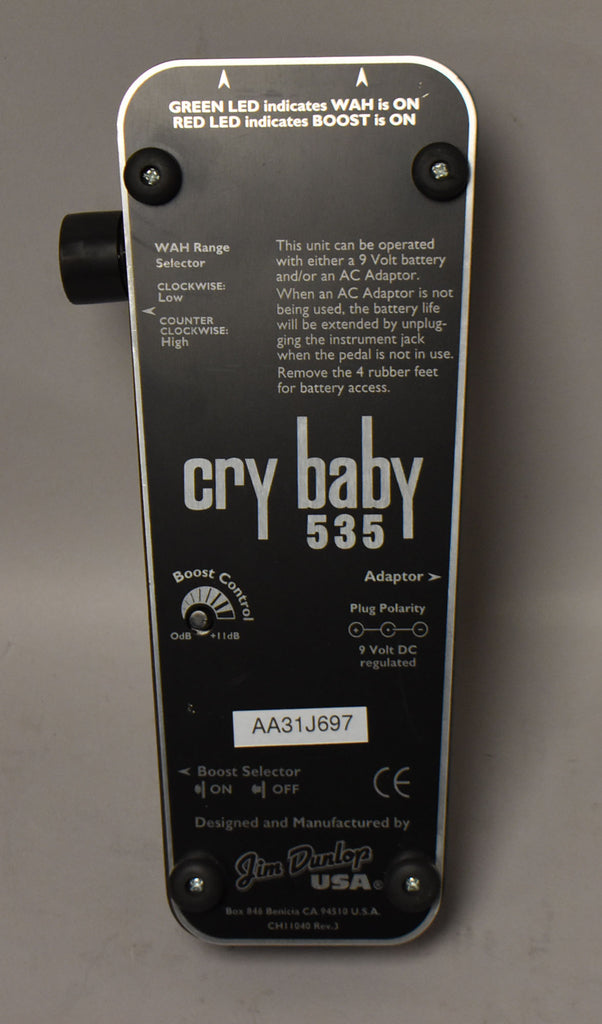 GREEN LED indicates WAH is ON
RED LED indicates BOOST is ON
WAH Range
Selector
CLOCKWISE:
Low
COUNTER
CLOCKWISE:
High
This unit can be operated
with either a 9 Volt battery
and/or an AC Adaptor.
When an AC Adaptor is not
being used, the battery life
will be extended by unplug-
ging the instrument jack
when the pedal is not in use.
Remove the 4 rubber feet
for battery access.
cry baby
535
Boost Control
0dB +11dB
Adaptor
Plug Polarity
+ • −
9 Volt DC
regulated
AA31J697
Boost Selector
ON OFF
CE
Designed and Manufactured by
Jim Dunlop
USA®
Box 846 Benicia CA 94510 U.S.A.
CH11040 Rev.3